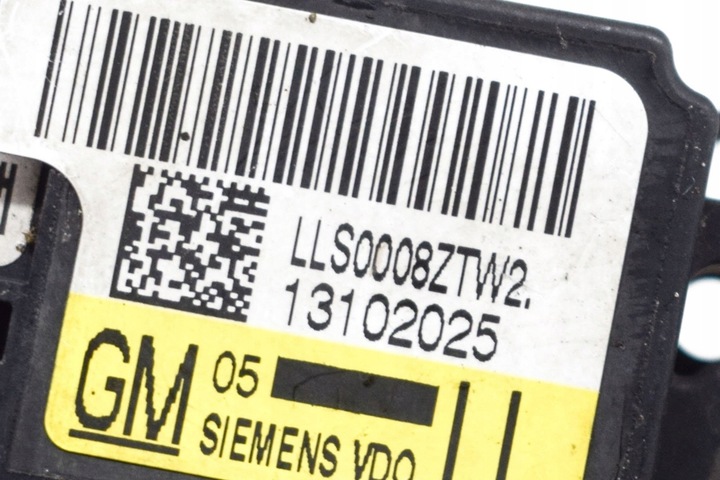 LLS0008ZTW2.
13102025
GM 05
SIEMENS VDO